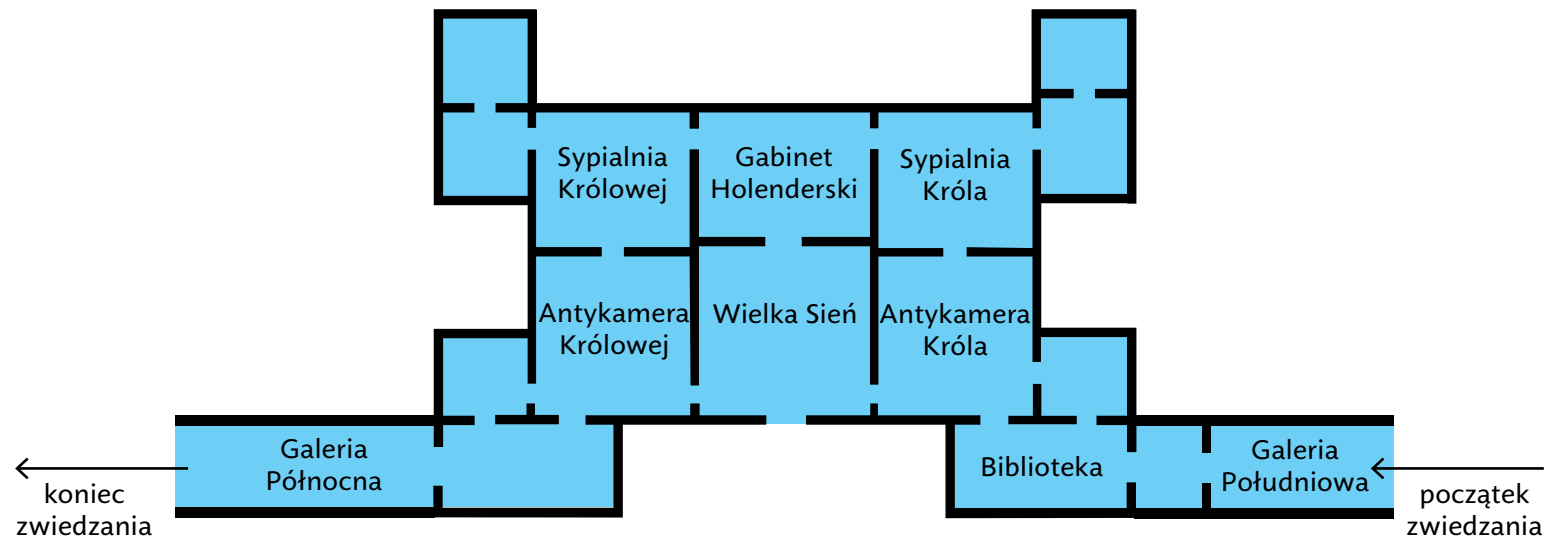 Sypialnia
Królowej
Gabinet
Holenderski
Sypialnia
Króla
Antykamera
Królowej
Wielka Sień
Antykamera
Króla
Galeria
Północna
Biblioteka
Galeria
Południowa
koniec
zwiedzania
początek
zwiedzania